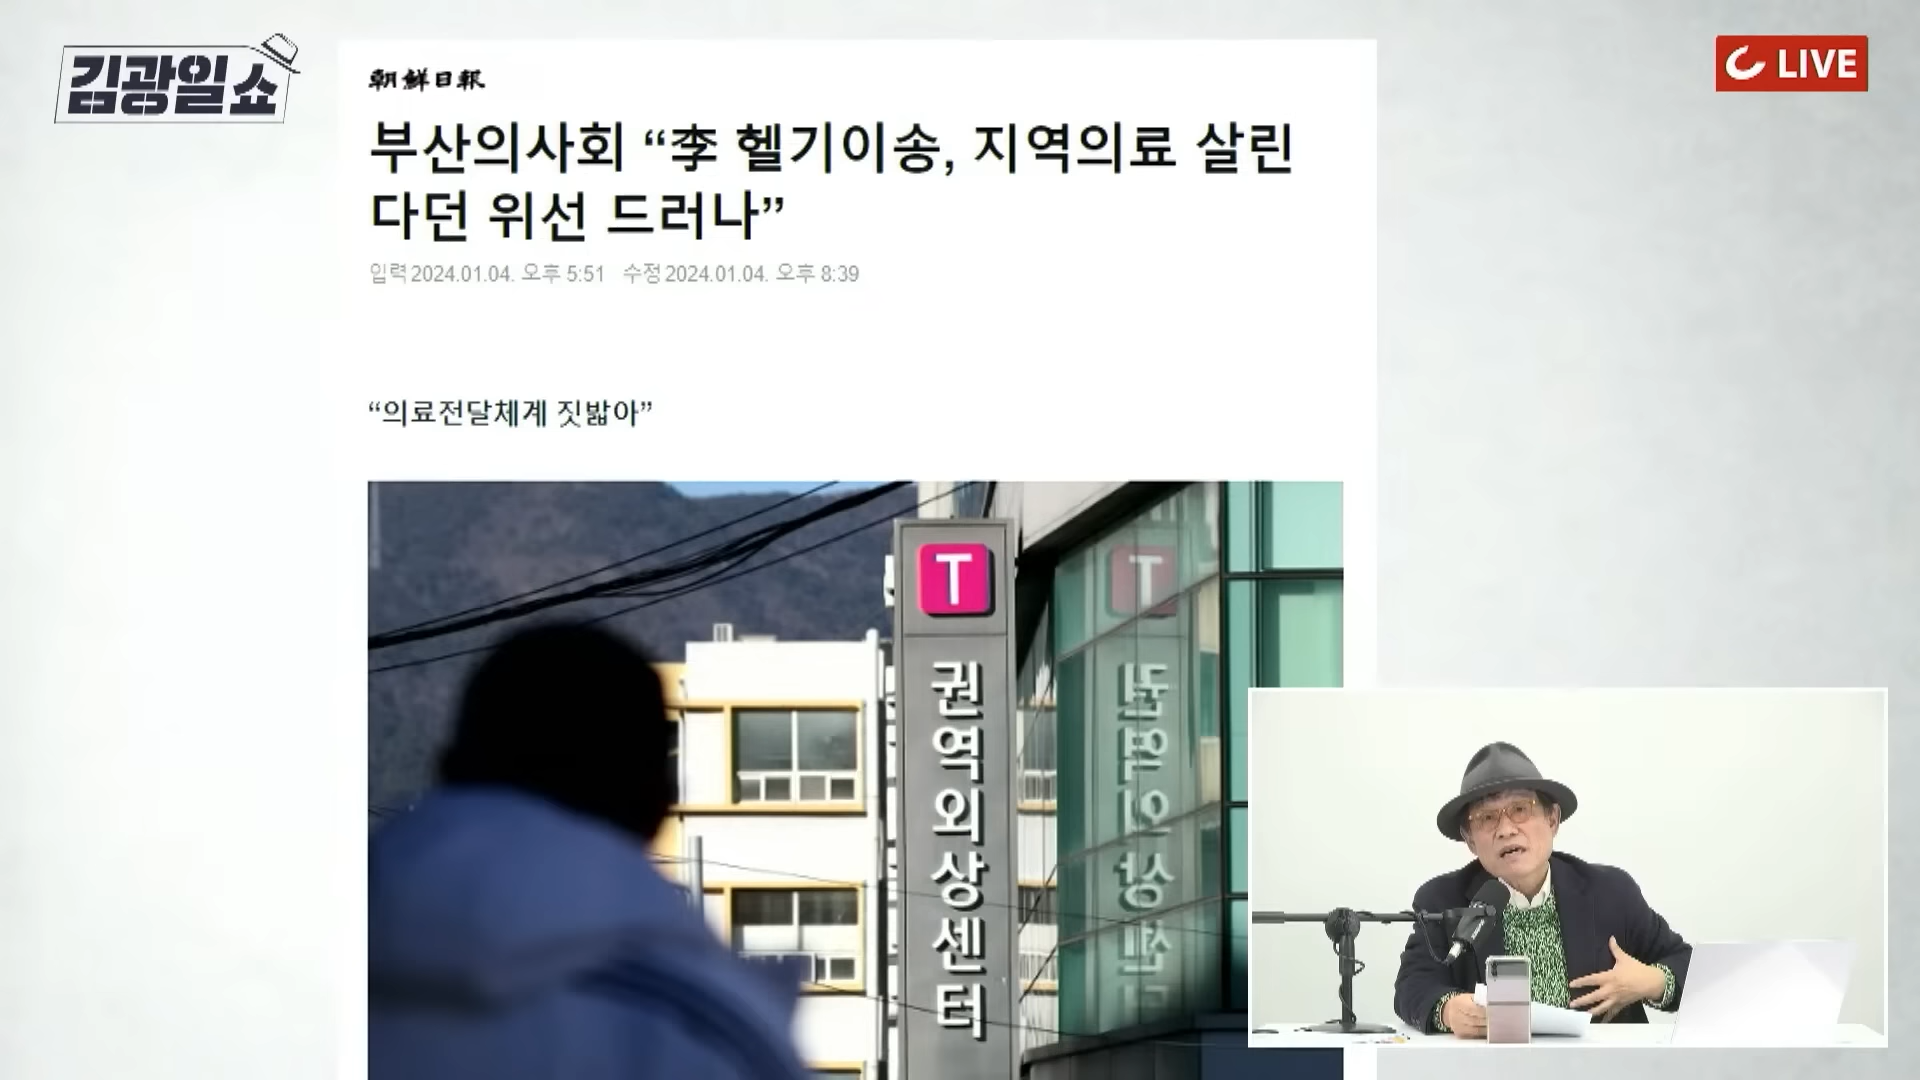 김광일쇼
LIVE
朝鮮日報
부산의사회 “李 헬기이송, 지역의료 살린
다던 위선 드러나”
입력 2024.01.04. 오후 5:51 수정 2024.01.04. 오후 8:39
“의료전달체계 짓밟아”
T
권역외상센터